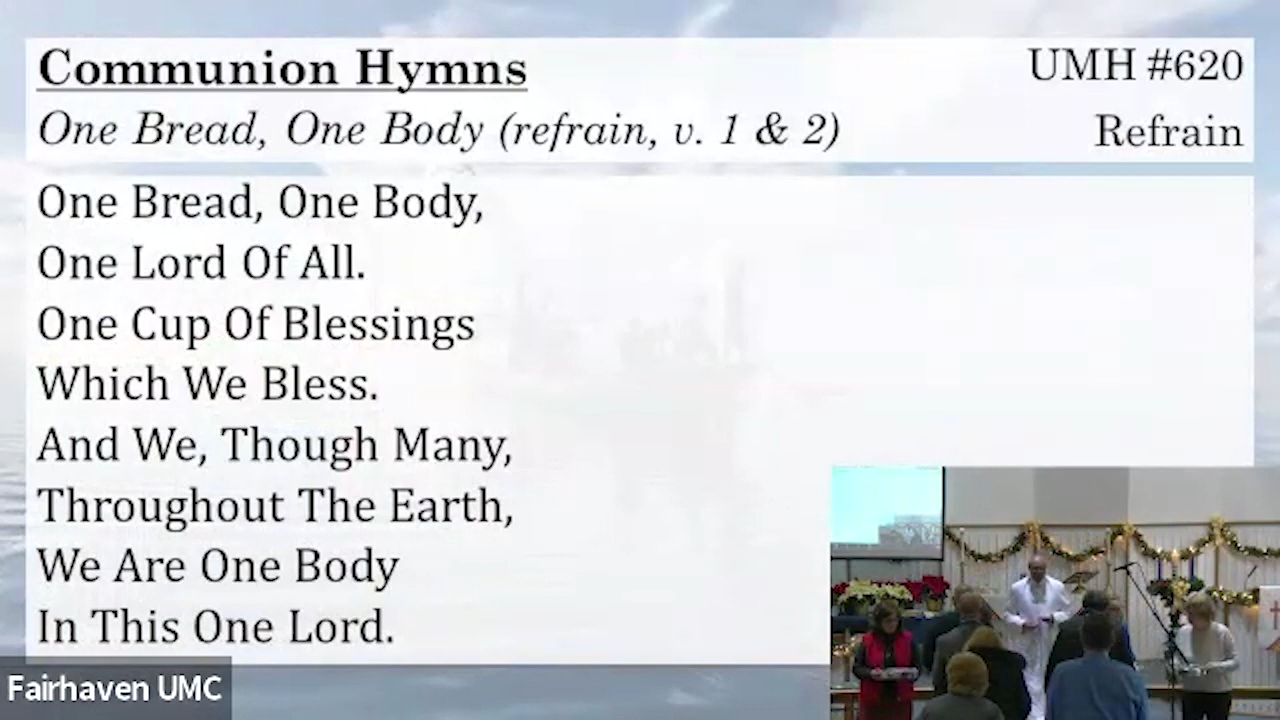 Communion Hymns UMH #620
One Bread, One Body (refrain, v. 1 & 2) Refrain
One Bread, One Body,
One Lord Of All.
One Cup Of Blessings
Which We Bless.
And We, Though Many,
Throughout The Earth,
We Are One Body
In This One Lord.
Fairhaven UMC